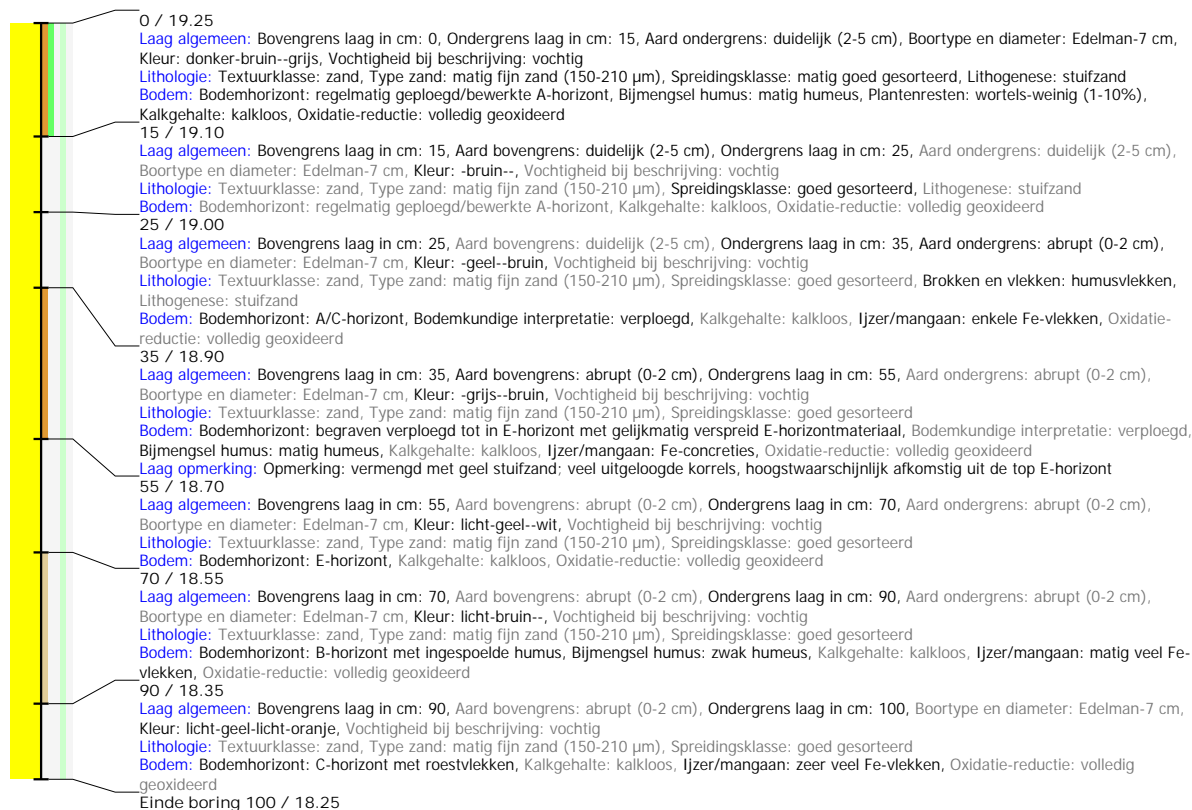 0 / 19.25
Laag algemeen: Bovengrens laag in cm: 0, Ondergrens laag in cm: 15, Aard ondergrens: duidelijk (2-5 cm), Boortype en diameter: Edelman-7 cm,
Kleur: donker-bruin--grijs, Vochtigheid bij beschrijving: vochtig
Lithologie: Textuurklasse: zand, Type zand: matig fijn zand (150-210 µm), Spreidingsklasse: matig goed gesorteerd, Lithogenese: stuifzand
Bodem: Bodemhorizont: regelmatig geploegd/bewerkte A-horizont, Bijmengsel humus: matig humeus, Plantenresten: wortels-weinig (1-10%),
Kalkgehalte: kalkloos, Oxidatie-reductie: volledig geoxideerd
15 / 19.10
Laag algemeen: Bovengrens laag in cm: 15, Aard bovengrens: duidelijk (2-5 cm), Ondergrens laag in cm: 25, Aard ondergrens: duidelijk (2-5 cm),
Boortype en diameter: Edelman-7 cm, Kleur: -bruin--, Vochtigheid bij beschrijving: vochtig
Lithologie: Textuurklasse: zand, Type zand: matig fijn zand (150-210 µm), Spreidingsklasse: goed gesorteerd, Lithogenese: stuifzand
Bodem: Bodemhorizont: regelmatig geploegd/bewerkte A-horizont, Kalkgehalte: kalkloos, Oxidatie-reductie: volledig geoxideerd
25 / 19.00
Laag algemeen: Bovengrens laag in cm: 25, Aard bovengrens: duidelijk (2-5 cm), Ondergrens laag in cm: 35, Aard ondergrens: abrupt (0-2 cm),
Boortype en diameter: Edelman-7 cm, Kleur: -geel--bruin, Vochtigheid bij beschrijving: vochtig
Lithologie: Textuurklasse: zand, Type zand: matig fijn zand (150-210 µm), Spreidingsklasse: goed gesorteerd, Brokken en vlekken: humusvlekken,
Lithogenese: stuifzand
Bodem: Bodemhorizont: A/C-horizont, Bodemkundige interpretatie: verploegd, Kalkgehalte: kalkloos, Ijzer/mangaan: enkele Fe-vlekken, Oxidatie-
reductie: volledig geoxideerd
35 / 18.90
Laag algemeen: Bovengrens laag in cm: 35, Aard bovengrens: abrupt (0-2 cm), Ondergrens laag in cm: 55, Aard ondergrens: abrupt (0-2 cm),
Boortype en diameter: Edelman-7 cm, Kleur: -grijs--bruin, Vochtigheid bij beschrijving: vochtig
Lithologie: Textuurklasse: zand, Type zand: matig fijn zand (150-210 µm), Spreidingsklasse: goed gesorteerd
Bodem: Bodemhorizont: begraven verploegd tot in E-horizont met gelijkmatig verspreid E-horizontmateriaal, Bodemkundige interpretatie: verploegd,
Bijmengsel humus: matig humeus, Kalkgehalte: kalkloos, Ijzer/mangaan: Fe-concreties, Oxidatie-reductie: volledig geoxideerd
Laag opmerking: Opmerking: vermengd met geel stuifzand; veel uitgeloogde korrels, hoogstwaarschijnlijk afkomstig uit de top E-horizont
55 / 18.70
Laag algemeen: Bovengrens laag in cm: 55, Aard bovengrens: abrupt (0-2 cm), Ondergrens laag in cm: 70, Aard ondergrens: abrupt (0-2 cm),
Boortype en diameter: Edelman-7 cm, Kleur: licht-geel--wit, Vochtigheid bij beschrijving: vochtig
Lithologie: Textuurklasse: zand, Type zand: matig fijn zand (150-210 µm), Spreidingsklasse: goed gesorteerd
Bodem: Bodemhorizont: E-horizont, Kalkgehalte: kalkloos, Oxidatie-reductie: volledig geoxideerd
70 / 18.55
Laag algemeen: Bovengrens laag in cm: 70, Aard bovengrens: abrupt (0-2 cm), Ondergrens laag in cm: 90, Aard ondergrens: abrupt (0-2 cm),
Boortype en diameter: Edelman-7 cm, Kleur: licht-bruin--, Vochtigheid bij beschrijving: vochtig
Lithologie: Textuurklasse: zand, Type zand: matig fijn zand (150-210 µm), Spreidingsklasse: goed gesorteerd
Bodem: Bodemhorizont: B-horizont met ingespoelde humus, Bijmengsel humus: zwak humeus, Kalkgehalte: kalkloos, Ijzer/mangaan: matig veel Fe-
vlekken, Oxidatie-reductie: volledig geoxideerd
90 / 18.35
Laag algemeen: Bovengrens laag in cm: 90, Aard bovengrens: abrupt (0-2 cm), Ondergrens laag in cm: 100, Boortype en diameter: Edelman-7 cm,
Kleur: licht-geel-licht-oranje, Vochtigheid bij beschrijving: vochtig
Lithologie: Textuurklasse: zand, Type zand: matig fijn zand (150-210 µm), Spreidingsklasse: goed gesorteerd
Bodem: Bodemhorizont: C-horizont met roestvlekken, Kalkgehalte: kalkloos, Ijzer/mangaan: zeer veel Fe-vlekken, Oxidatie-reductie: volledig
geoxideerd
Einde boring 100 / 18.25